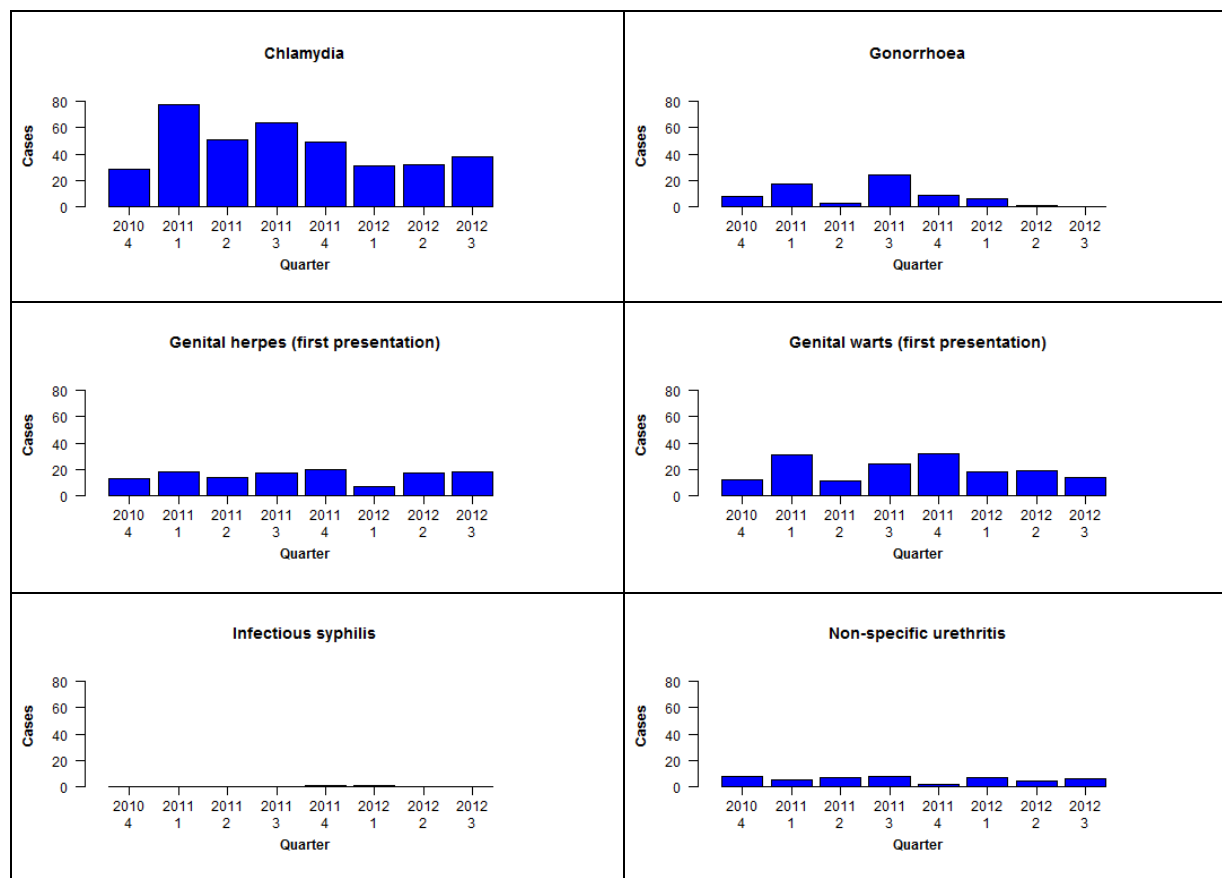 Chlamydia
Cases
80
60
40
20
0
2010 2011 2011 2011 2011 2012 2012 2012
4 1 2 3 4 1 2 3
Quarter
Gonorrhoea
Cases
80
60
40
20
0
2010 2011 2011 2011 2011 2012 2012 2012
4 1 2 3 4 1 2 3
Quarter
Genital herpes (first presentation)
Cases
80
60
40
20
0
2010 2011 2011 2011 2011 2012 2012 2012
4 1 2 3 4 1 2 3
Quarter
Genital warts (first presentation)
Cases
80
60
40
20
0
2010 2011 2011 2011 2011 2012 2012 2012
4 1 2 3 4 1 2 3
Quarter
Infectious syphilis
Cases
80
60
40
20
0
2010 2011 2011 2011 2011 2012 2012 2012
4 1 2 3 4 1 2 3
Quarter
Non-specific urethritis
Cases
80
60
40
20
0
2010 2011 2011 2011 2011 2012 2012 2012
4 1 2 3 4 1 2 3
Quarter